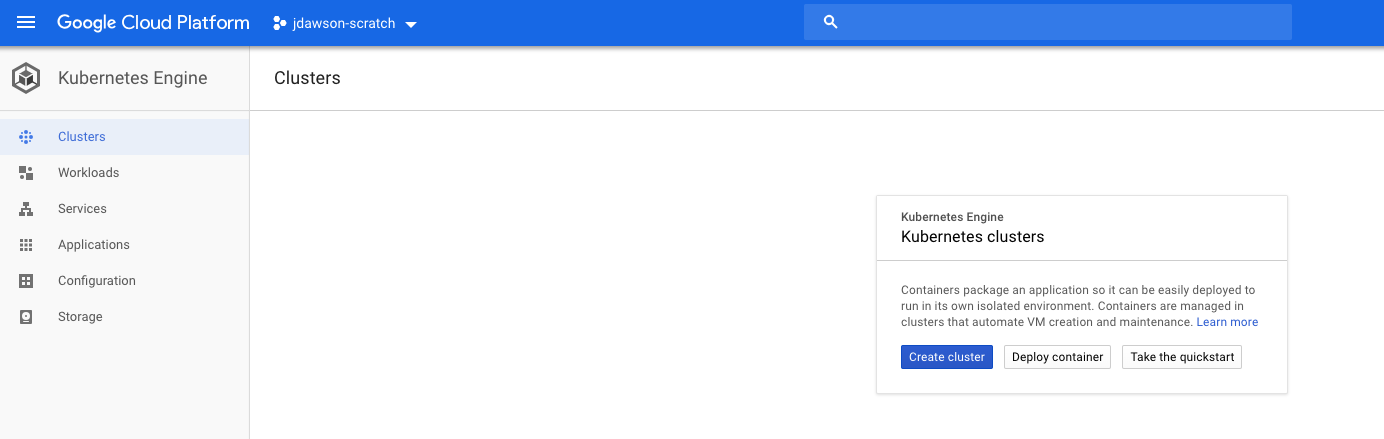 Google Cloud Platform
jdawson-scratch
Kubernetes Engine
Clusters
Clusters
Workloads
Services
Applications
Configuration
Storage
Kubernetes Engine
Kubernetes clusters
Containers package an application so it can be easily deployed to
run in its own isolated environment. Containers are managed in
clusters that automate VM creation and maintenance. Learn more
Create cluster
Deploy container
Take the quickstart